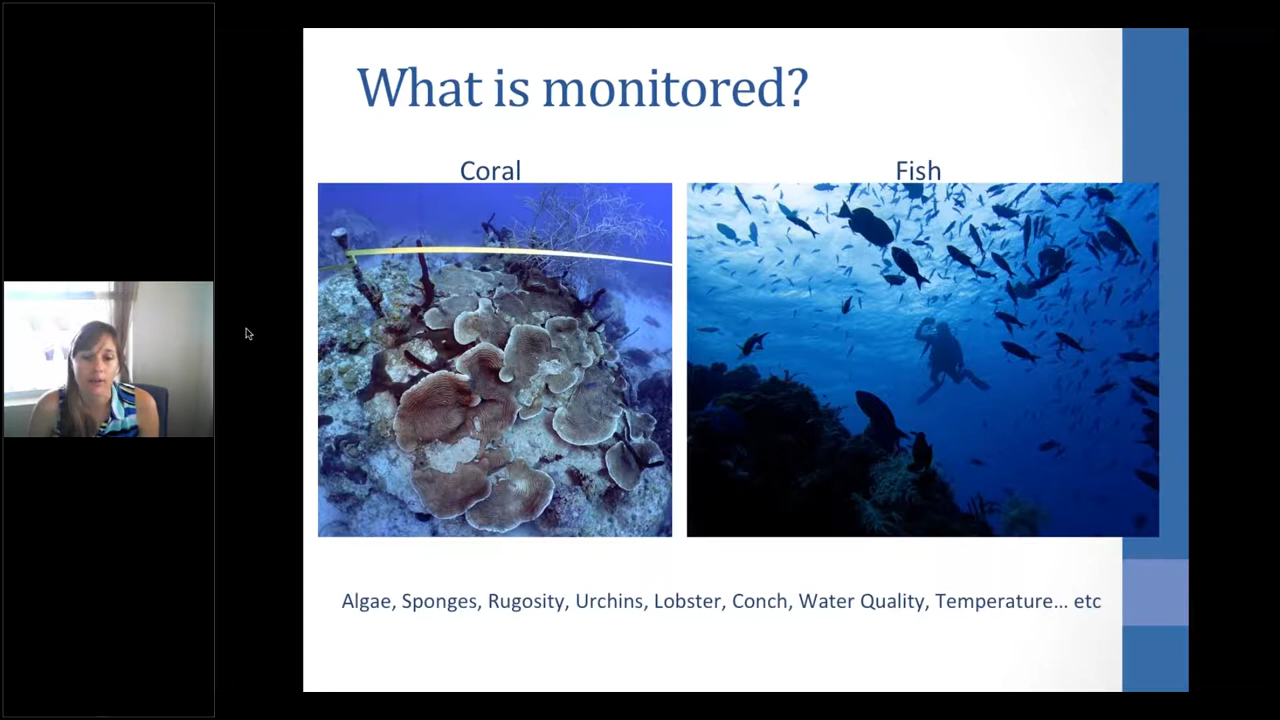 What is monitored?
Coral
Fish
Algae, Sponges, Rugosity, Urchins, Lobster, Conch, Water Quality, Temperature... etc